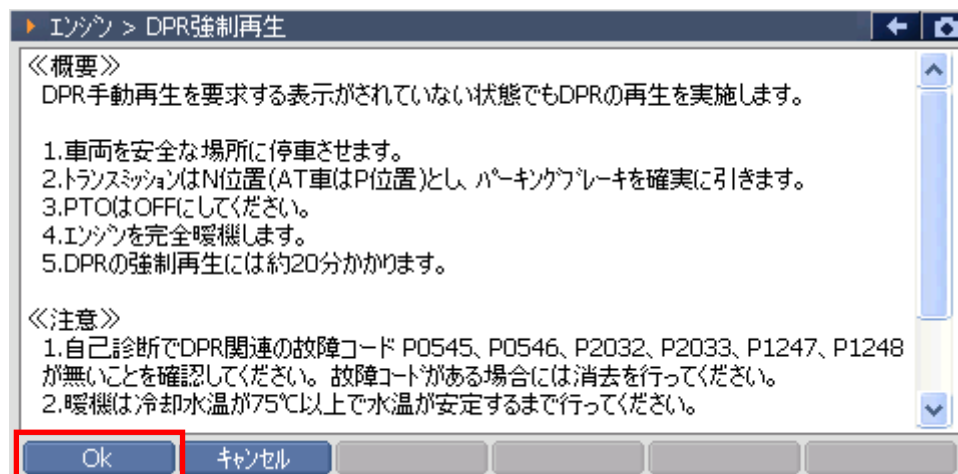 エンジン > DPR強制再生
≪概要≫
DPR手動再生を要求する表示がされていない状態でもDPRの再生を実施します。
1.車両を安全な場所に停車させます。
2.トランスミッションはN位置(AT車はP位置)とし、パーキングブレーキを確実に引きます。
3.PTOはOFFにしてください。
4.エンジンを完全暖機します。
5.DPRの強制再生には約20分かかります。
≪注意≫
1.自己診断でDPR関連の故障コード P0545、P0546、P2032、P2033、P1247、P1248
が無いことを確認してください。故障コードがある場合には消去を行ってください。
2.暖機は冷却水温が75℃以上で水温が安定するまで行ってください。
Ok キャンセル